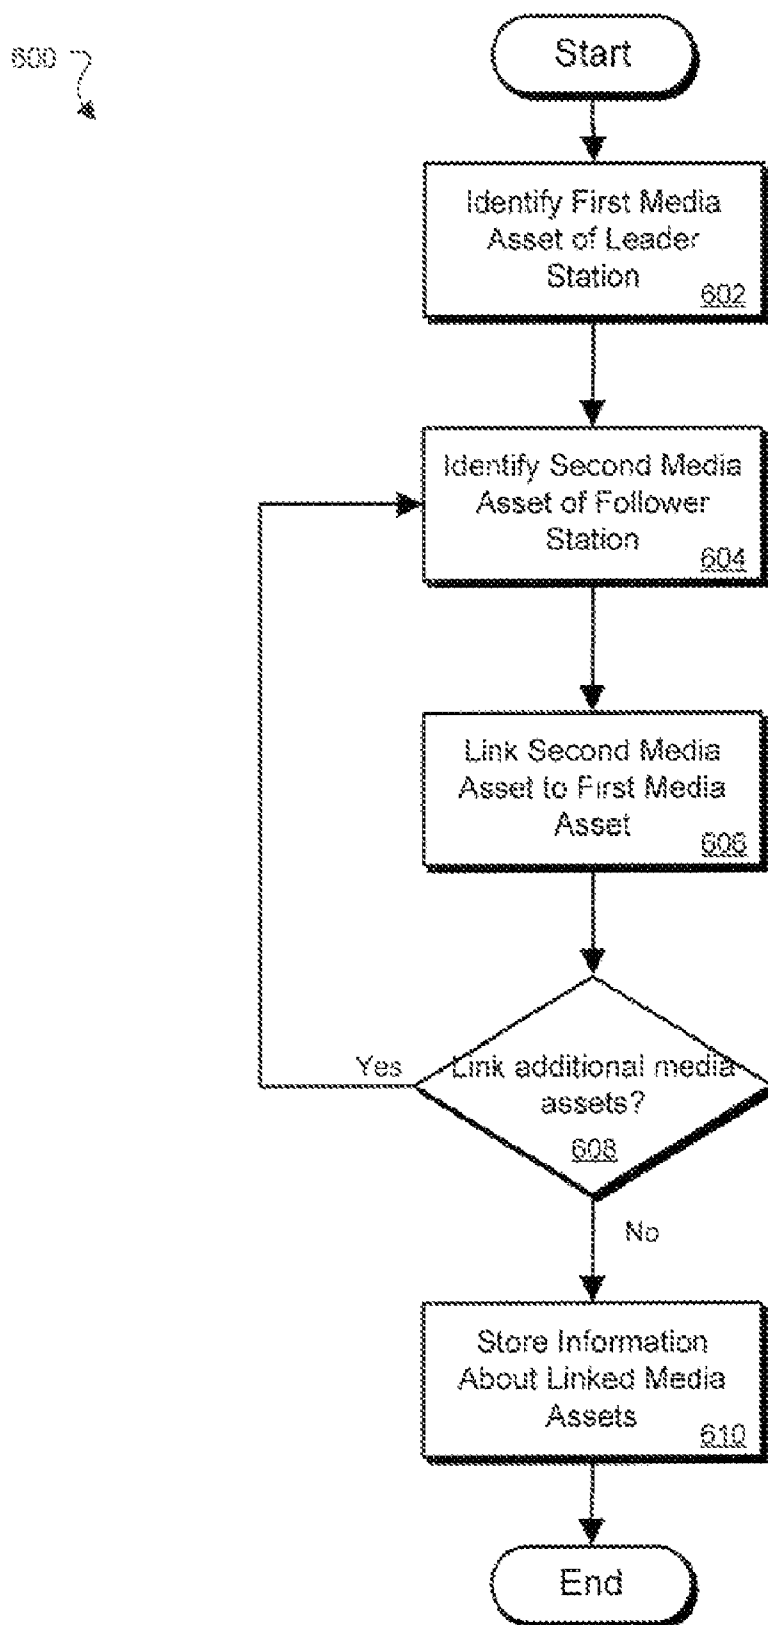 600
Start
Identify First Media
Asset of Leader
Station
602
Identify Second Media
Asset of Follower
Station
604
Link Second Media
Asset to First Media
Asset
606
Yes
Link additional media
assets?
608
No
Store Information
About Linked Media
Assets
610
End